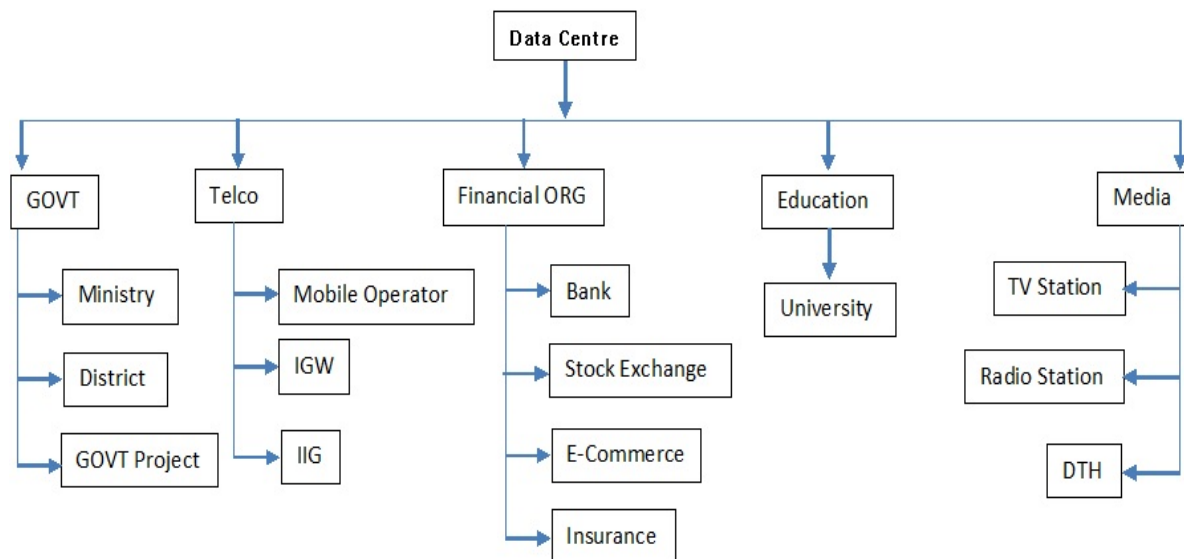 Data Centre
GOVT
Telco
Financial ORG
Education
Media
Ministry
District
GOVT Project
Mobile Operator
IGW
IIG
Bank
Stock Exchange
E-Commerce
Insurance
University
TV Station
Radio Station
DTH